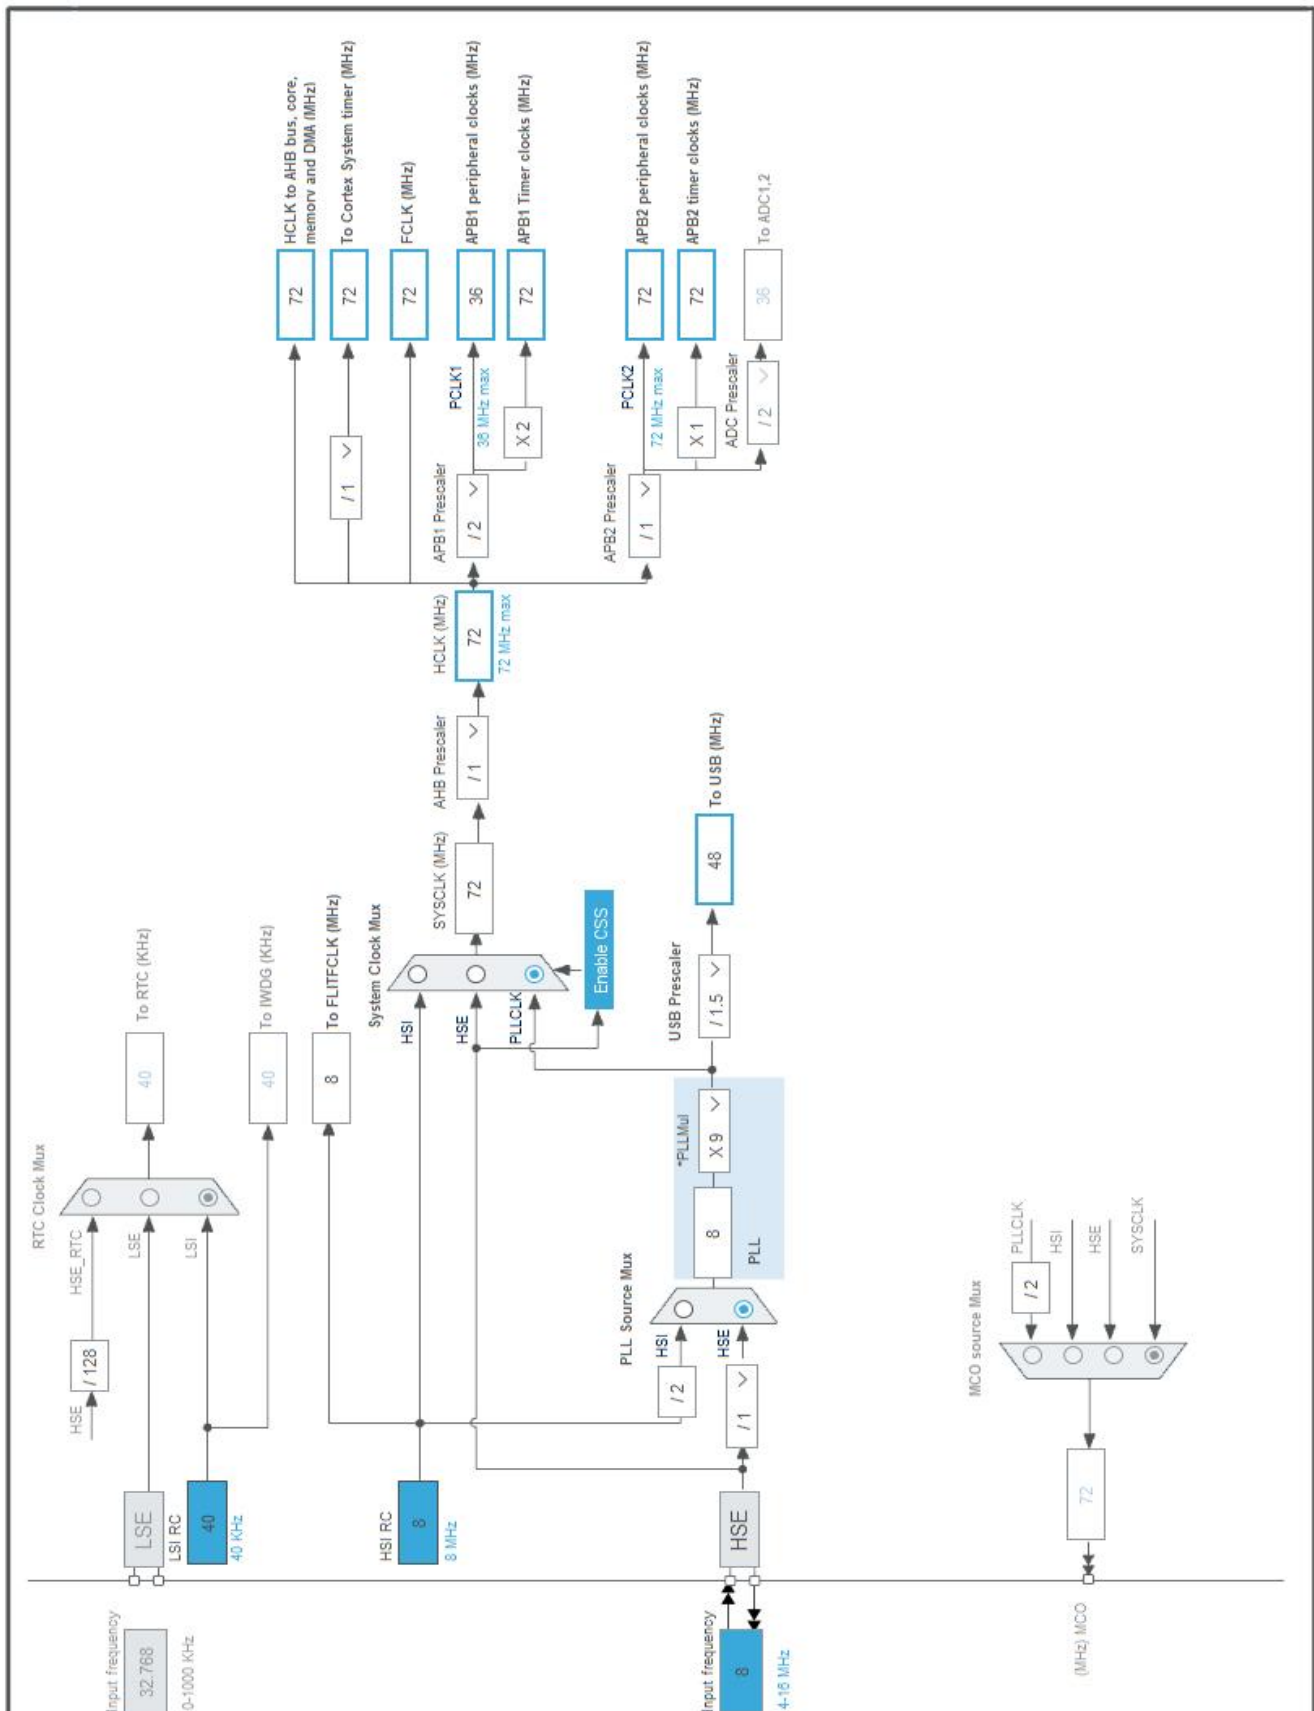 RTC Clock Mux
HSE
/ 128
HSE_RTC
LSE
LSI
40
To RTC (KHz)
Input frequency
32.768
0-1000 KHz
LSE
LSI RC
40
40 KHz
40
To IWDG (KHz)
8
To FLITFCLK (MHz)
HSI RC
8
8 MHz
System Clock Mux
HSI
HSE
PLLCLK
Enable CSS
SYSCLK (MHz)
72
AHB Prescaler
/ 1
HCLK (MHz)
72
72 MHz max
72
HCLK to AHB bus, core,
memory and DMA (MHz)
/ 1
72
To Cortex System timer (MHz)
72
FCLK (MHz)
APB1 Prescaler
/ 2
PCLK1
36 MHz max
36
APB1 peripheral clocks (MHz)
X 2
72
APB1 Timer clocks (MHz)
APB2 Prescaler
/ 1
PCLK2
72 MHz max
72
APB2 peripheral clocks (MHz)
X 1
72
APB2 timer clocks (MHz)
ADC Prescaler
/ 2
36
To ADC1,2
Input frequency
8
4-16 MHz
HSE
PLL Source Mux
/ 2
HSI
/ 1
HSE
8
PLL
*PLLMul
X 9
USB Prescaler
/ 1.5
48
To USB (MHz)
MCO source Mux
/ 2
PLLCLK
HSI
HSE
SYSCLK
72
(MHz) MCO